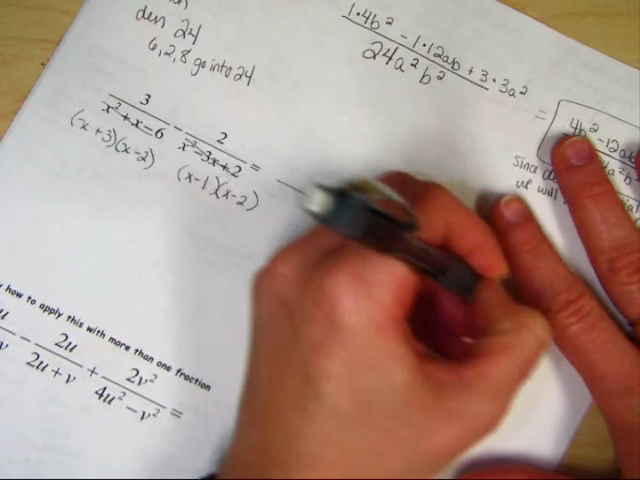 den 24
6, 2, 8 go into 24
1·4b² - 1·12ab + 3·3a²
24a²b²
=
4b² - 12ab
3
x² + x - 6
-
2
x² - 3x + 2
=
(x + 3)(x - 2)
(x - 1)(x - 2)
since
we will
how to apply this with more than one fraction
- 2u / 2u + v + 2v² / 4u² - v² =